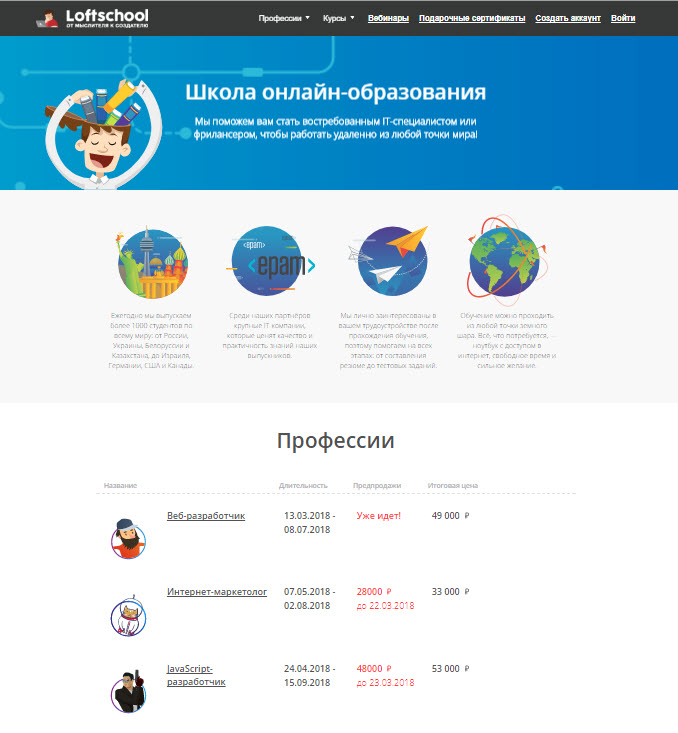 Loftschool
ОТ МЫСЛИТЕЛЯ К СОЗДАТЕЛЮ
Профессии Курсы Вебинары Подарочные сертификаты Создать аккаунт Войти
Школа онлайн-образования
Мы поможем вам стать востребованным IT-специалистом или
фрилансером, чтобы работать удаленно из любой точки мира!
<epam>
<epam>
Ежегодно мы выпускаем
более 1000 студентов по
всему миру: от России,
Украины, Белоруссии и
Казахстана, до Израиля,
Германии, США и Канады.
Среди наших партнёров
крупные IT компании,
которые ценят качество и
практичность знаний наших
выпускников.
Мы лично заинтересованы в
вашем трудоустройстве после
прохождения обучения,
поэтому помогаем на всех
этапах: от составления
резюме до тестовых заданий.
Обучение можно проходить
из любой точки земного
шара. Всё, что потребуется, —
ноутбук с доступом в
интернет, свободное время и
сильное желание.
Профессии
Название Длительность Предпродажи Итоговая цена
Веб-разработчик 13.03.2018 - Уже идет! 49 000 ₽
08.07.2018
Интернет-маркетолог 07.05.2018 - 28000 ₽ 33 000 ₽
02.08.2018 до 22.03.2018
JavaScript- 24.04.2018 - 48000 ₽ 53 000 ₽
разработчик 15.09.2018 до 23.03.2018